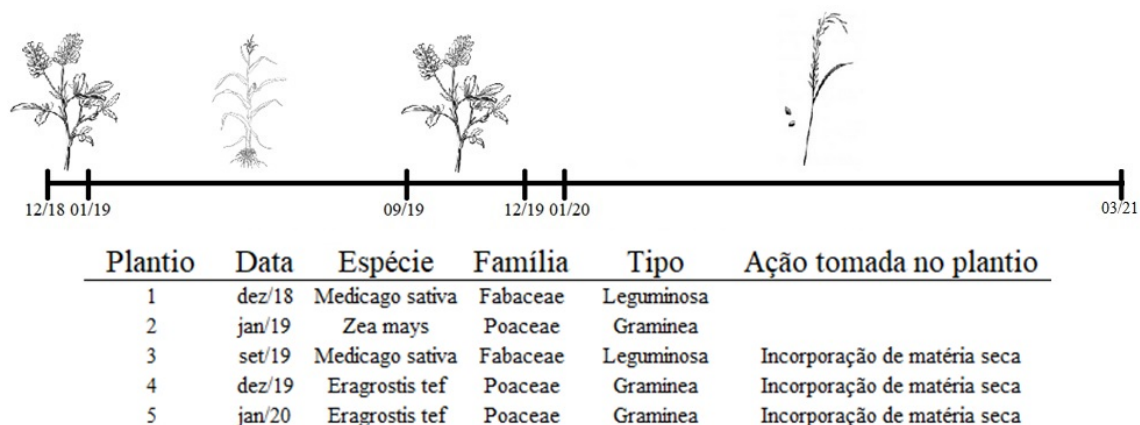 12/18 01/19 09/19 12/19 01/20 03/21
Plantio Data Espécie Família Tipo Ação tomada no plantio
1 dez/18 Medicago sativa Fabaceae Leguminosa
2 jan/19 Zea mays Poaceae Graminea
3 set/19 Medicago sativa Fabaceae Leguminosa Incorporação de matéria seca
4 dez/19 Eragrostis tef Poaceae Graminea Incorporação de matéria seca
5 jan/20 Eragrostis tef Poaceae Graminea Incorporação de matéria seca